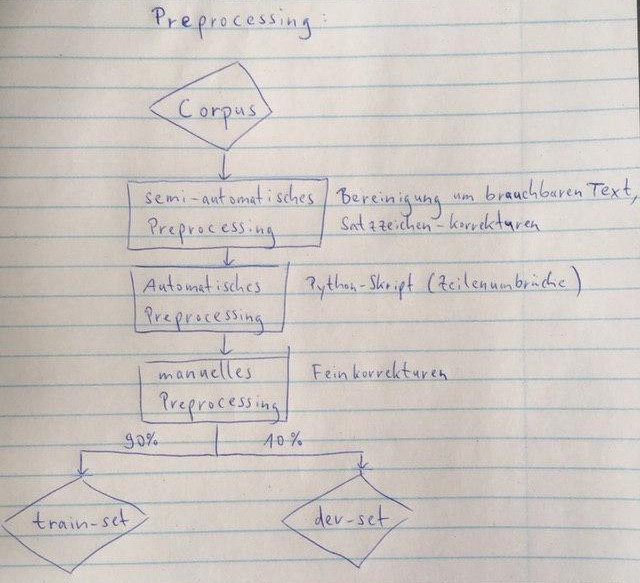 Preprocessing:
Corpus
semi-automatisches
Preprocessing
Bereinigung um brauchbaren Text,
Satzzeichen-korrekturen
Automatisches
Preprocessing
Python-Skript (Zeilenumbrüche)
manuelles
Preprocessing
Feinkorrekturen
90%
10%
train-set
dev-set